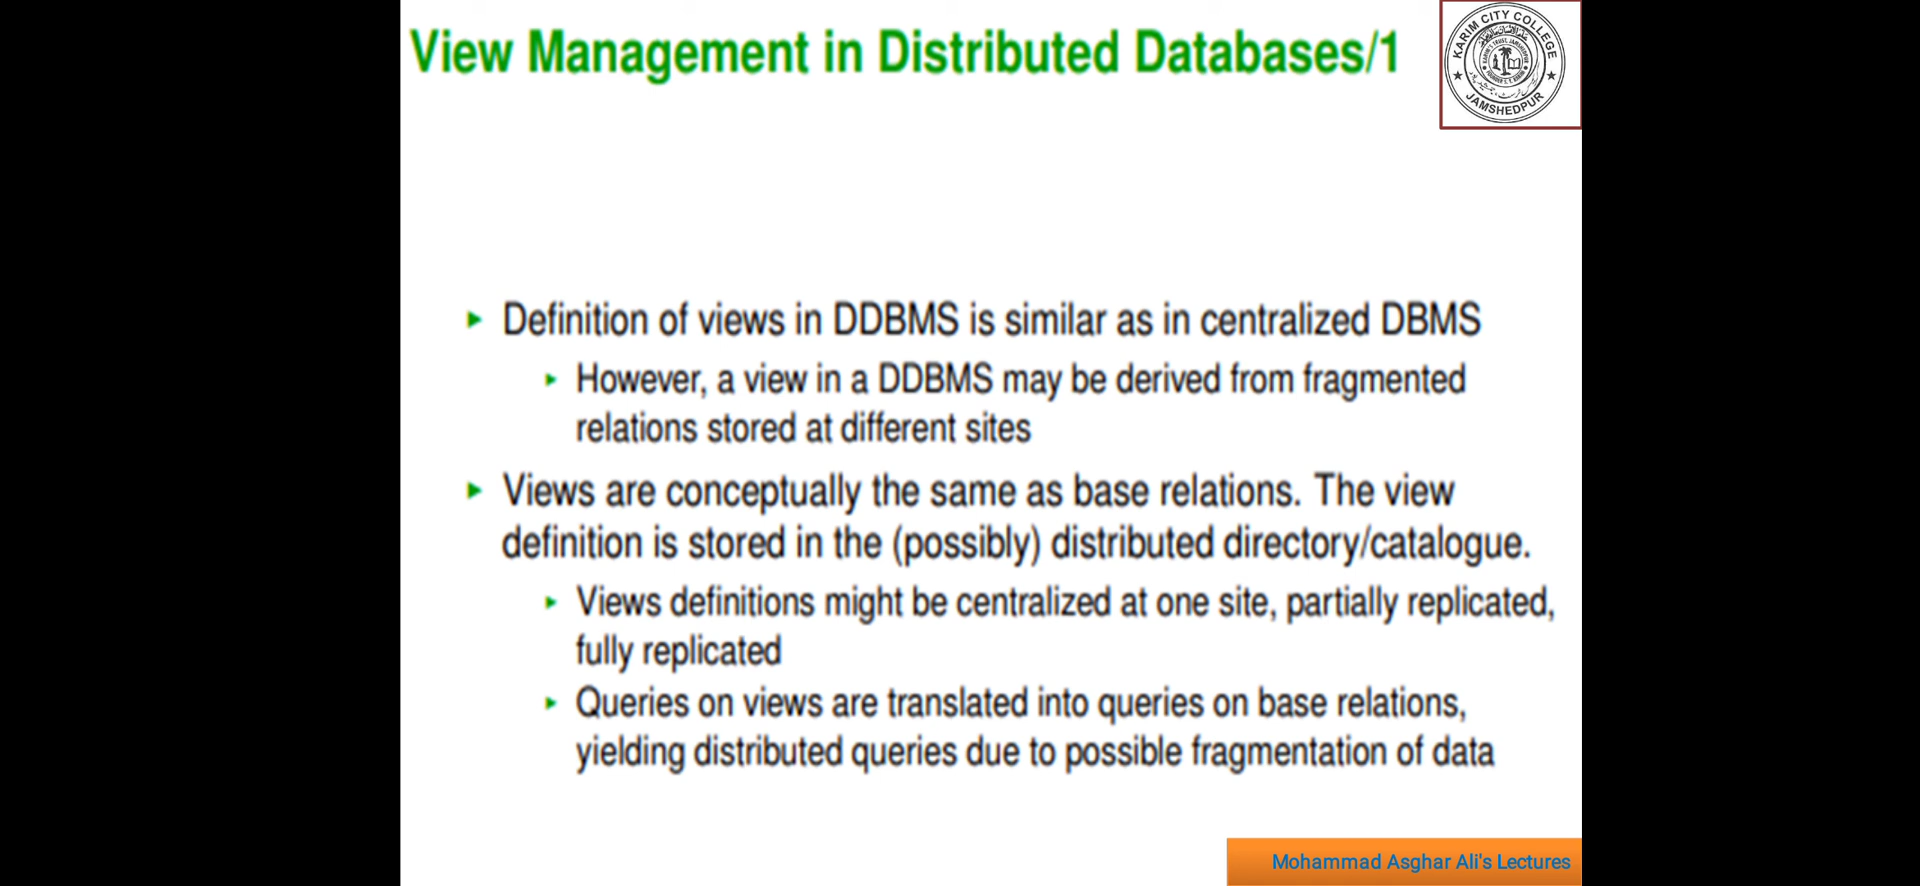 View Management in Distributed Databases/1
KARIM CITY COLLEGE
JAMSHEDPUR
Definition of views in DDBMS is similar as in centralized DBMS
However, a view in a DDBMS may be derived from fragmented
relations stored at different sites
Views are conceptually the same as base relations. The view
definition is stored in the (possibly) distributed directory/catalogue.
Views definitions might be centralized at one site, partially replicated,
fully replicated
Queries on views are translated into queries on base relations,
yielding distributed queries due to possible fragmentation of data
Mohammad Asghar Ali's Lectures